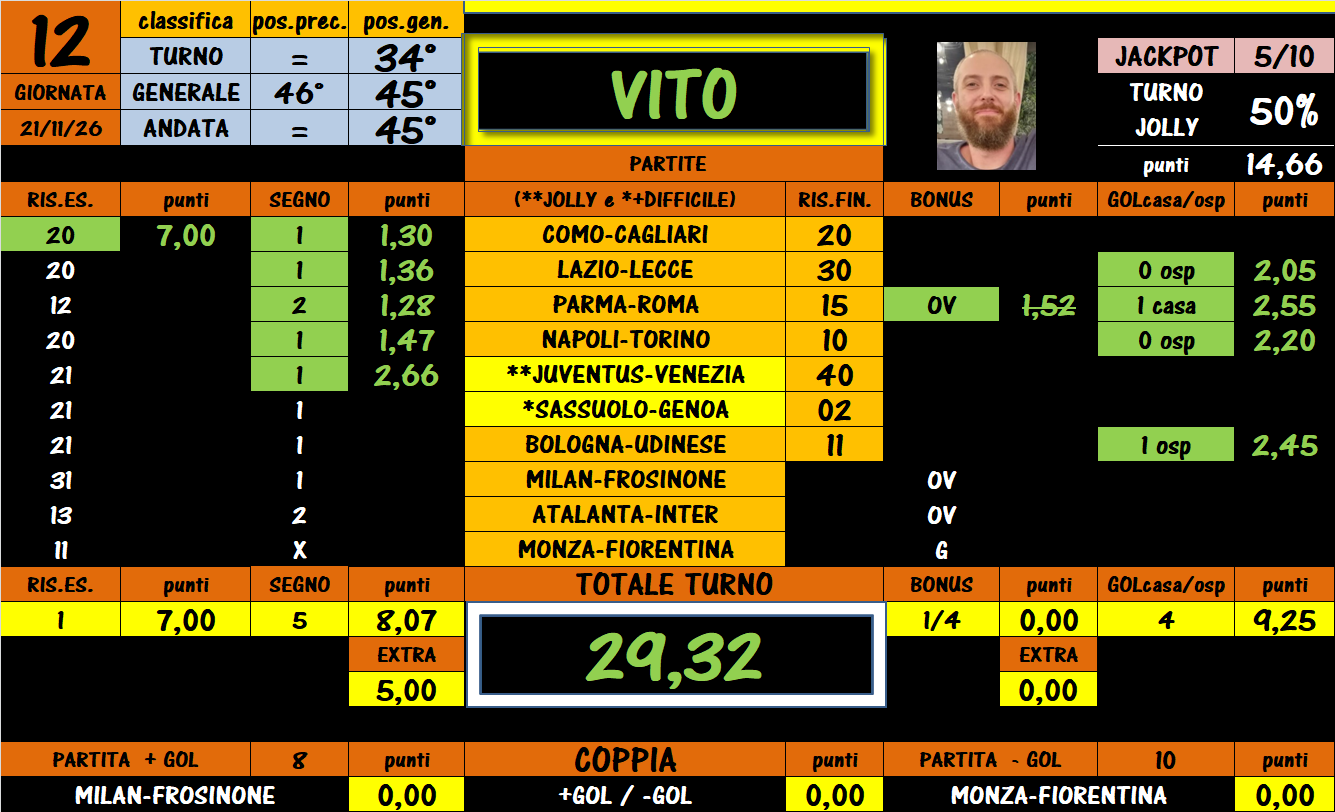 12 classifica pos.prec. pos.gen.
TURNO = 34° VITO JACKPOT 5/10
GIORNATA GENERALE 46° 45° TURNO 50%
21/11/26 ANDATA = 45° JOLLY
PARTITE punti 14,66
RIS.ES. punti SEGNO punti (**JOLLY e *+DIFFICILE) RIS.FIN. BONUS punti GOLcasa/osp punti
20 7,00 1 1,30 COMO-CAGLIARI 20
20 1 1,36 LAZIO-LECCE 30 0 osp 2,05
12 2 1,28 PARMA-ROMA 15 OV 1,52 1 casa 2,55
20 1 1,47 NAPOLI-TORINO 10 0 osp 2,20
21 1 2,66 **JUVENTUS-VENEZIA 40
21 1 *SASSUOLO-GENOA 02
21 1 BOLOGNA-UDINESE 11 1 osp 2,45
31 1 MILAN-FROSINONE OV
13 2 ATALANTA-INTER OV
11 X MONZA-FIORENTINA G
RIS.ES. punti SEGNO punti TOTALE TURNO BONUS punti GOLcasa/osp punti
1 7,00 5 8,07 29,32 1/4 0,00 4 9,25
EXTRA EXTRA
5,00 0,00
PARTITA + GOL 8 punti COPPIA punti PARTITA - GOL 10 punti
MILAN-FROSINONE 0,00 +GOL / -GOL 0,00 MONZA-FIORENTINA 0,00